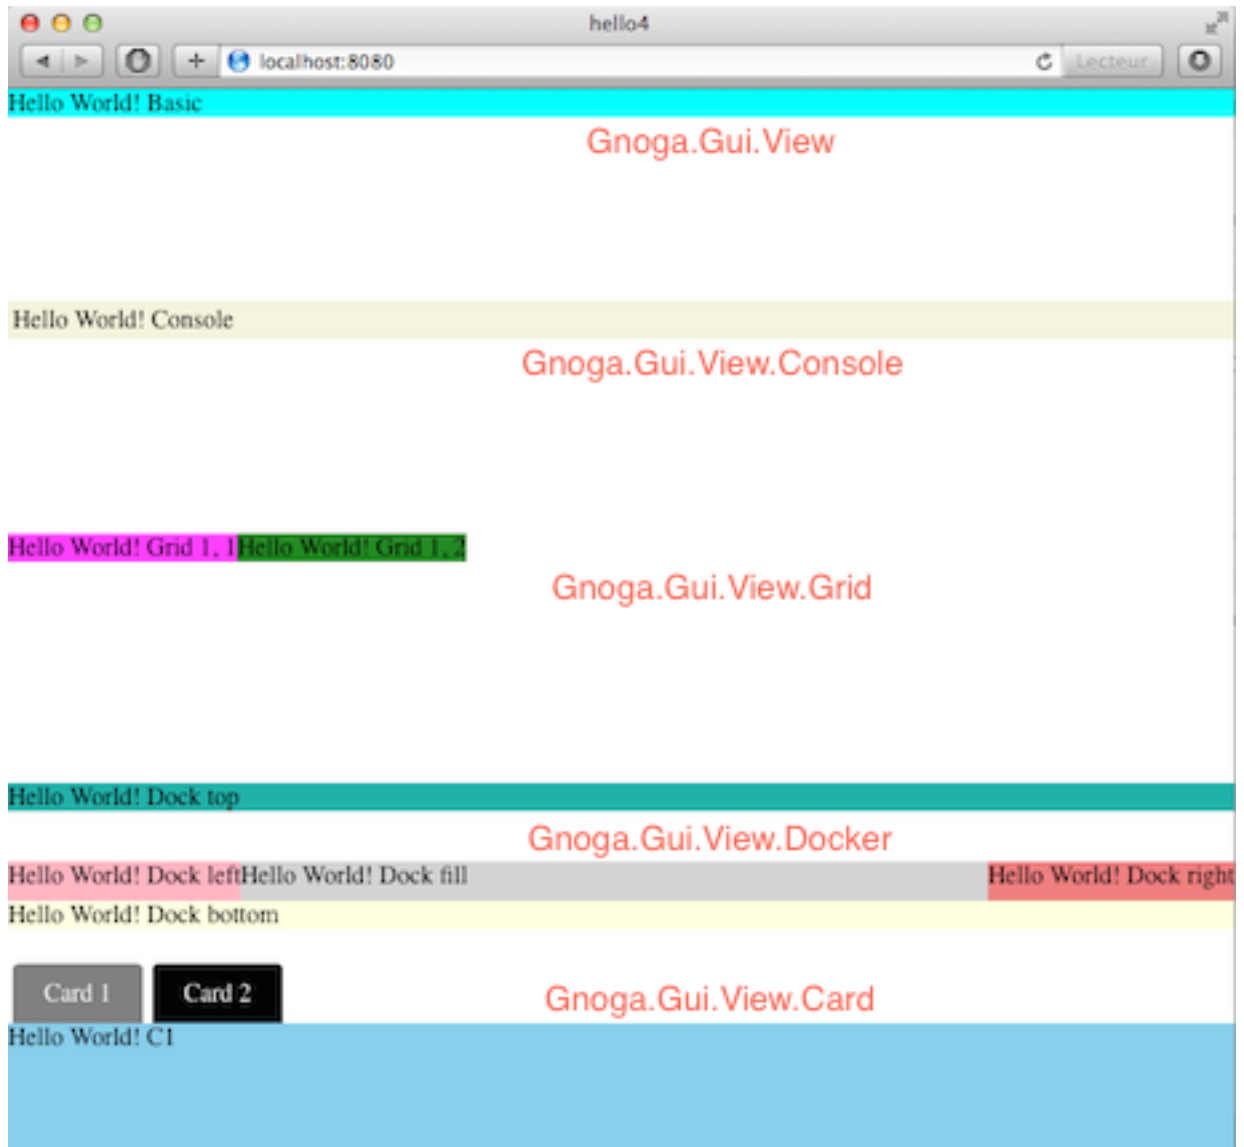 hello4
localhost:8080
Lecteur
Hello World! Basic
Gnoga.Gui.View
Hello World! Console
Gnoga.Gui.View.Console
Hello World! Grid 1, 1Hello World! Grid 1, 2
Gnoga.Gui.View.Grid
Hello World! Dock top
Gnoga.Gui.View.Docker
Hello World! Dock leftHello World! Dock fill Hello World! Dock right
Hello World! Dock bottom
Card 1 Card 2
Gnoga.Gui.View.Card
Hello World! C1